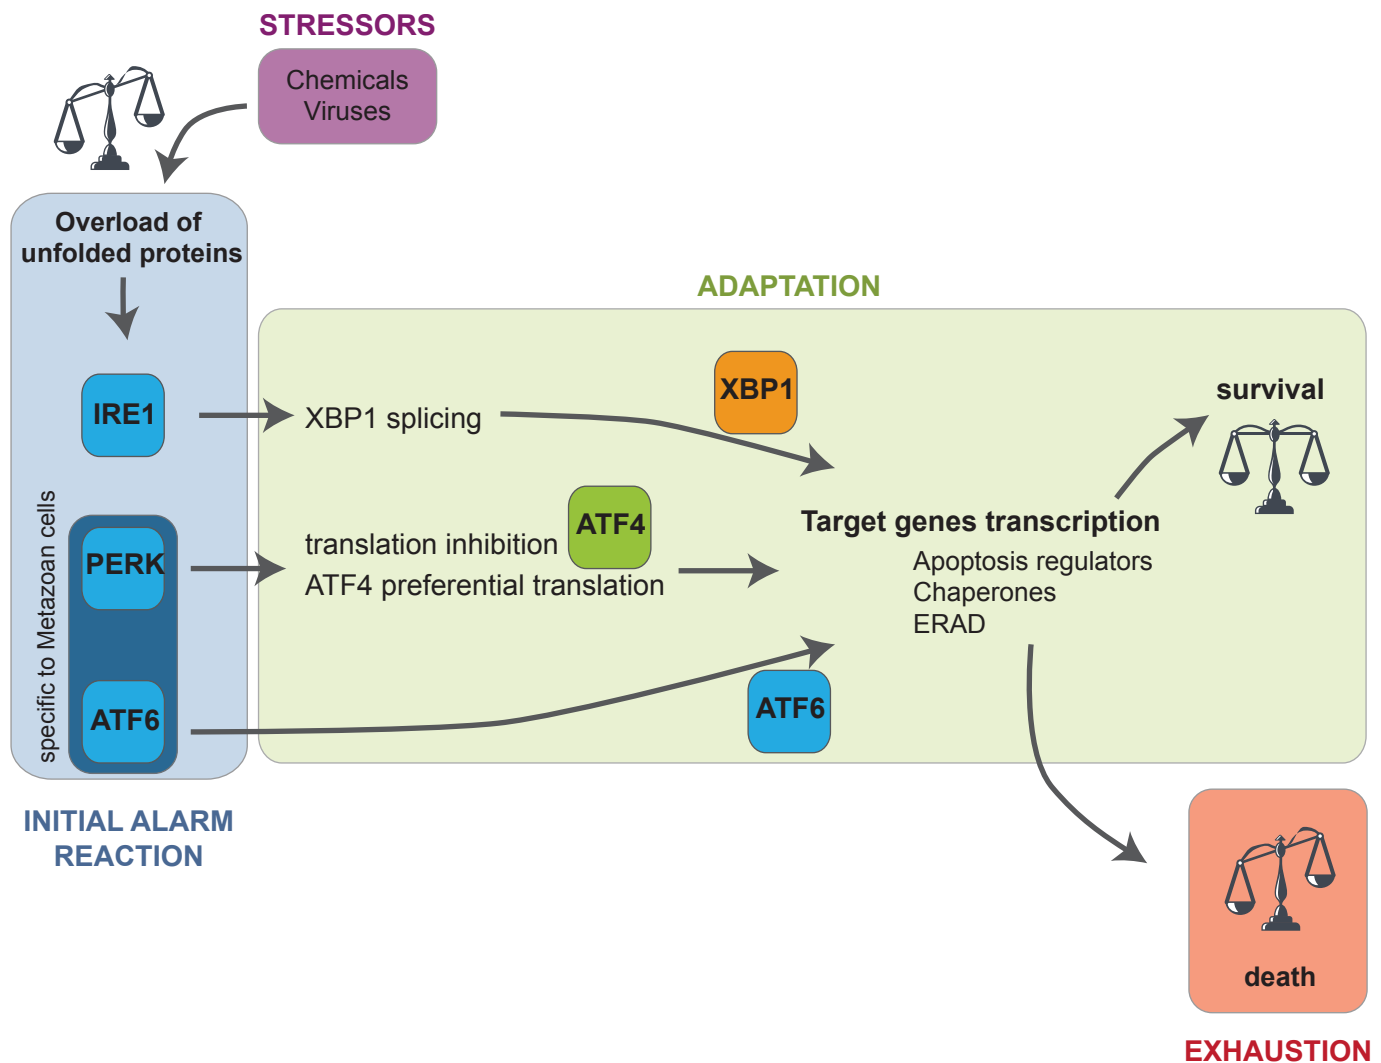 STRESSORS
Chemicals
Viruses
Overload of
unfolded proteins
ADAPTATION
IRE1
XBP1 splicing
XBP1
survival
specific to Metazoan cells
PERK
translation inhibition
ATF4 preferential translation
ATF4
Target genes transcription
Apoptosis regulators
Chaperones
ERAD
ATF6
ATF6
INITIAL ALARM
REACTION
death
EXHAUSTION